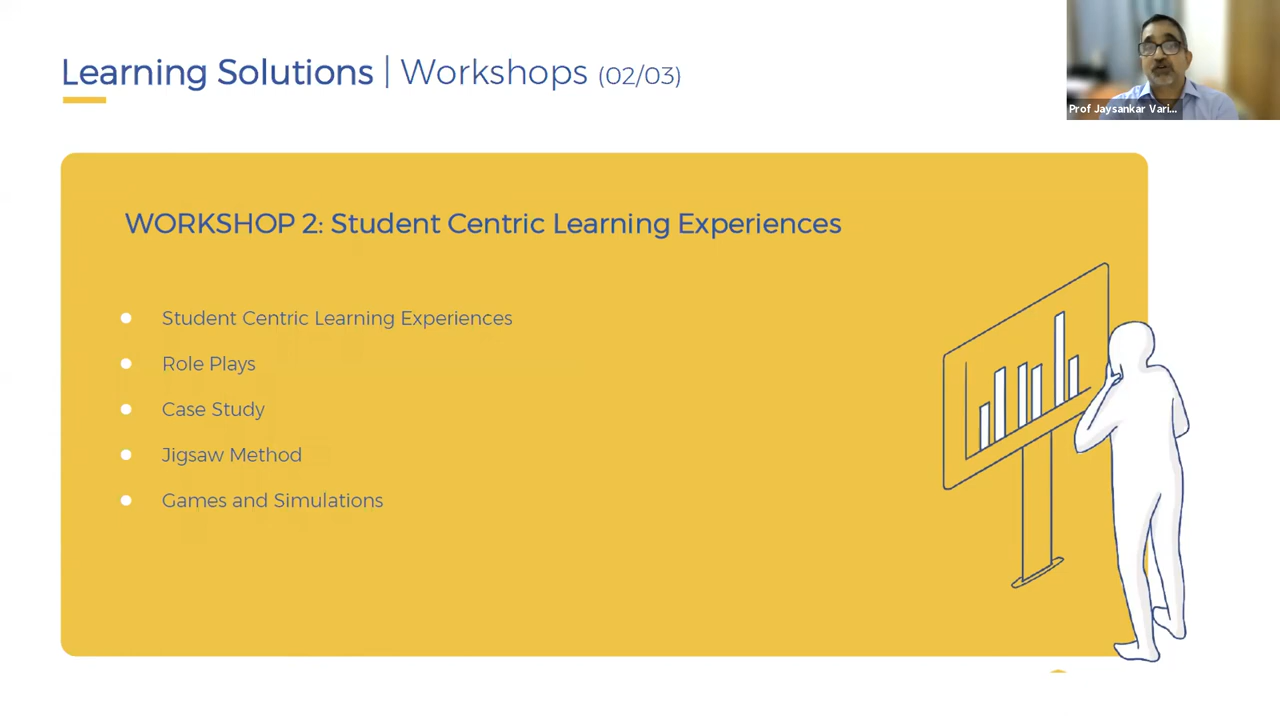 Learning Solutions | Workshops (02/03)
Prof Jaysankar Vari...
WORKSHOP 2: Student Centric Learning Experiences
Student Centric Learning Experiences
Role Plays
Case Study
Jigsaw Method
Games and Simulations